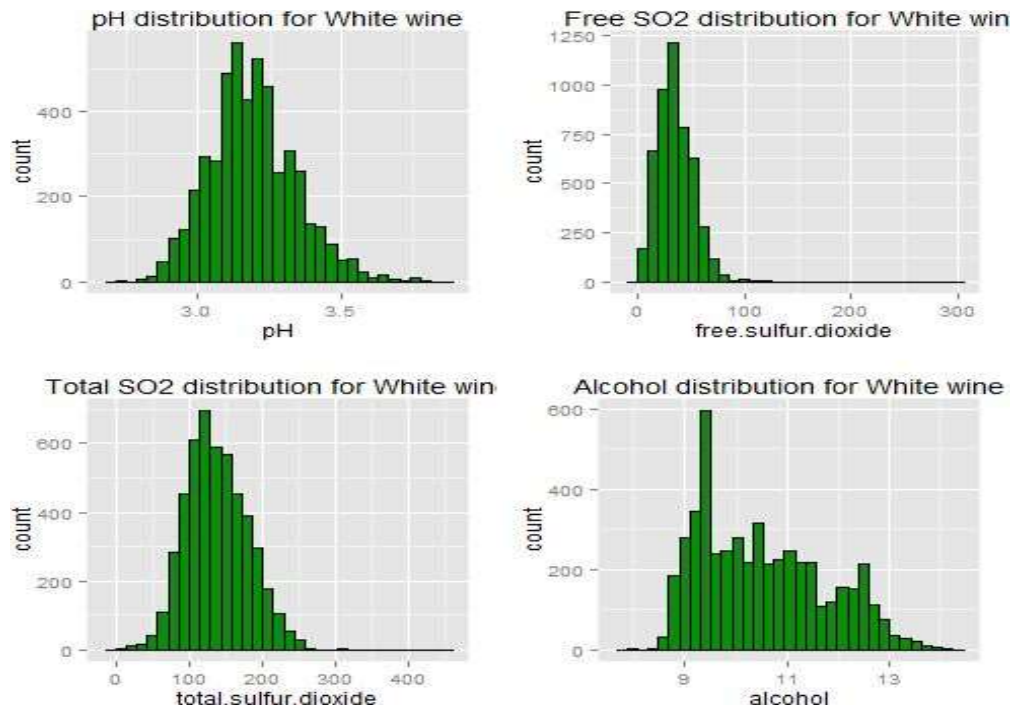 pH distribution for White wine
400
200
0
count
3.0
3.5
pH
Free SO2 distribution for White win
1250
1000
750
500
250
0
count
0
100
200
300
free.sulfur.dioxide
Total SO2 distribution for White win
600
400
200
0
count
0
100
200
300
400
total.sulfur.dioxide
Alcohol distribution for White wine
600
400
200
0
count
9
11
13
alcohol